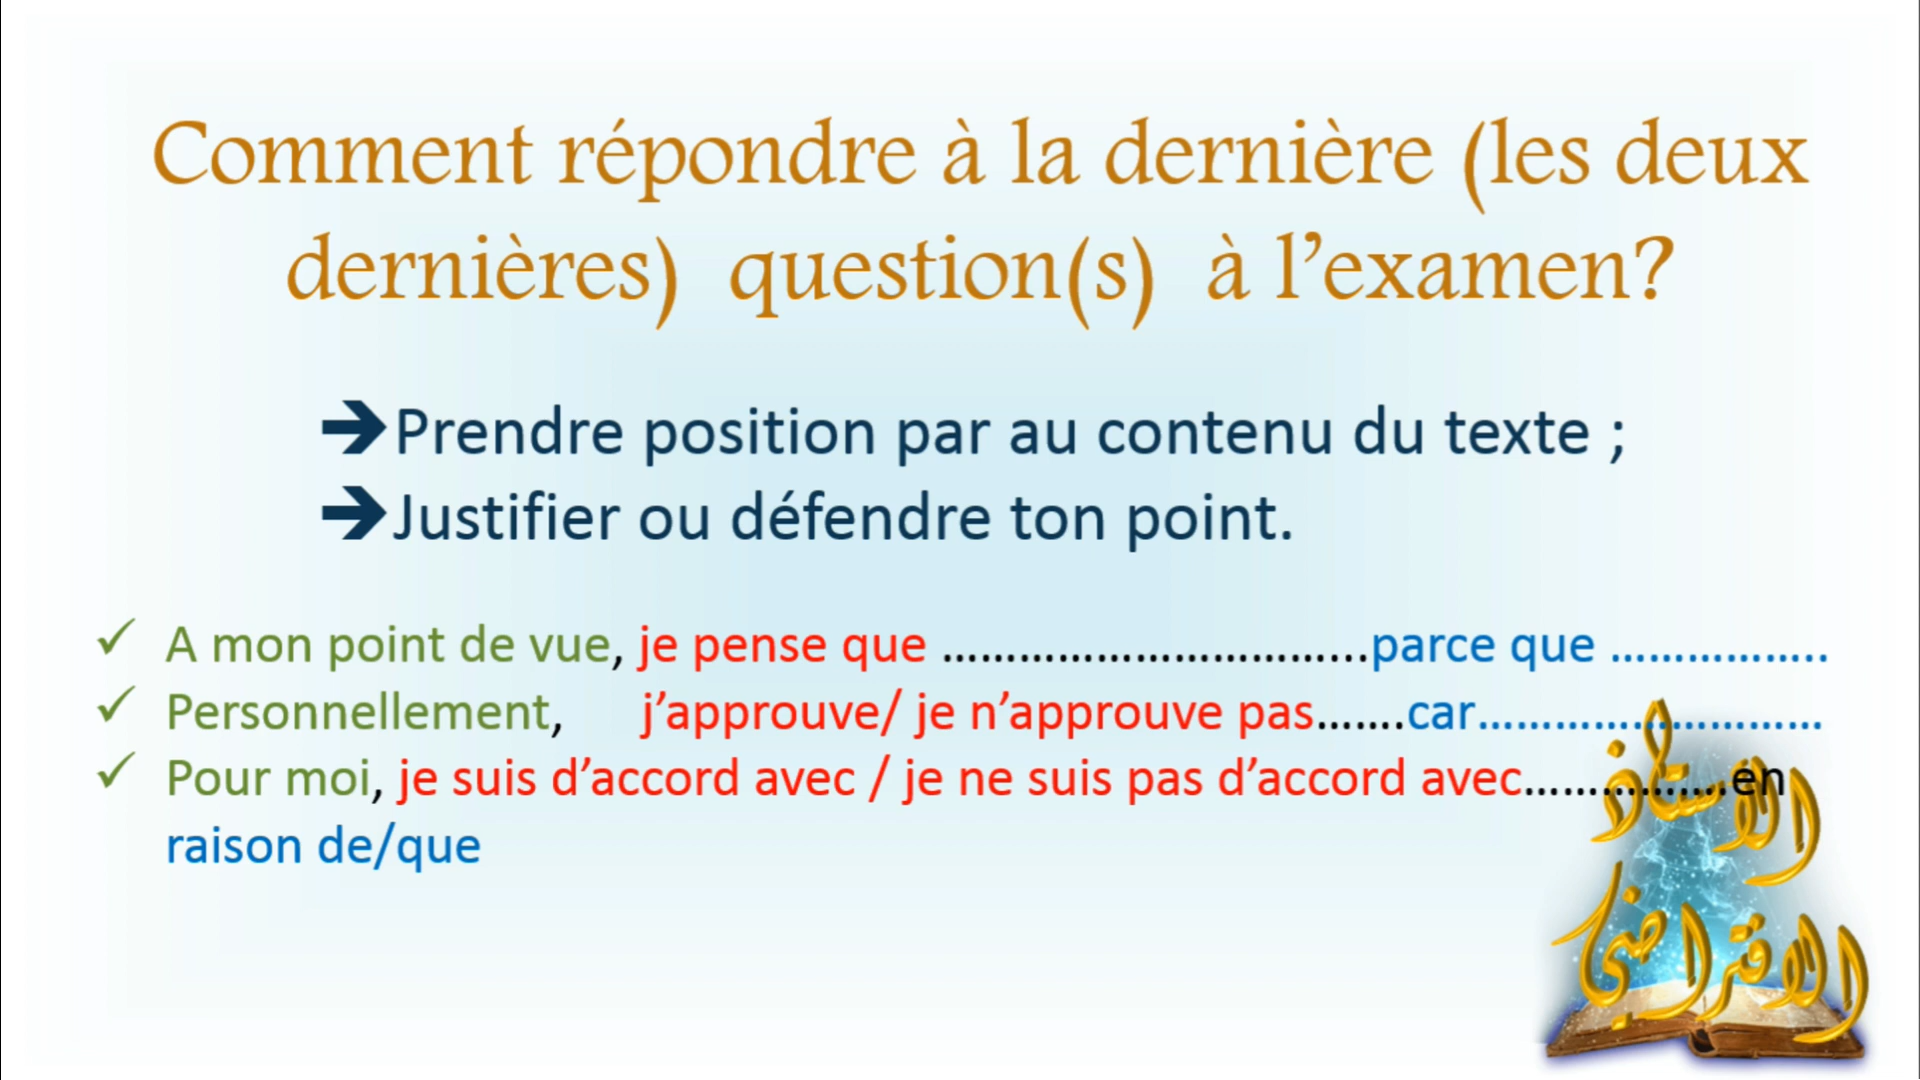 Comment répondre à la dernière (les deux
dernières) question(s) à l’examen?
➔Prendre position par au contenu du texte ;
➔Justifier ou défendre ton point.
✓ A mon point de vue, je pense que ……………………………...parce que ……………..
✓ Personnellement, j’approuve/ je n’approuve pas…….car………………………
✓ Pour moi, je suis d’accord avec / je ne suis pas d’accord avec…………….en
raison de/que
الاستاذ
الافتراضي